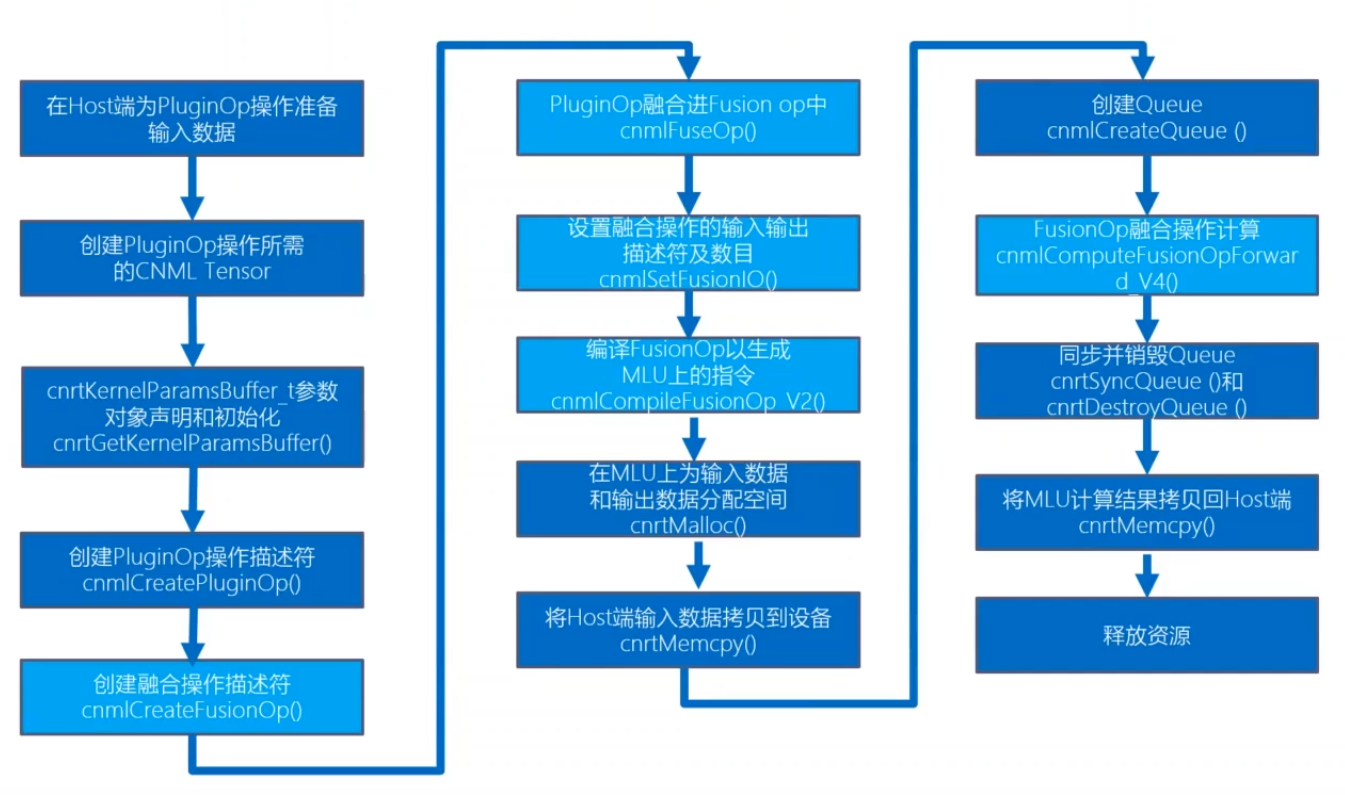 在Host端为PluginOp操作准备
输入数据
创建PluginOp操作所需
的CNML Tensor
cnrtKernelParamsBuffer_t参数
对象声明和初始化
cnrtGetKernelParamsBuffer()
创建PluginOp操作描述符
cnmlCreatePluginOp()
创建融合操作描述符
cnmlCreateFusionOp()
PluginOp融合进Fusion op中
cnmlFuseOp()
设置融合操作的输入输出
描述符及数目
cnmlSetFusionIO()
编译FusionOp以生成
MLU上的指令
cnmlCompileFusionOp_V2()
在MLU上为输入数据
和输出数据分配空间
cnrtMalloc()
将Host端输入数据拷贝到设备
cnrtMemcpy()
创建Queue
cnmlCreateQueue ()
FusionOp融合操作计算
cnmlComputeFusionOpForwar
d_V4()
同步并销毁Queue
cnrtSyncQueue ()和
cnrtDestroyQueue ()
将MLU计算结果拷贝回Host端
cnrtMemcpy()
释放资源